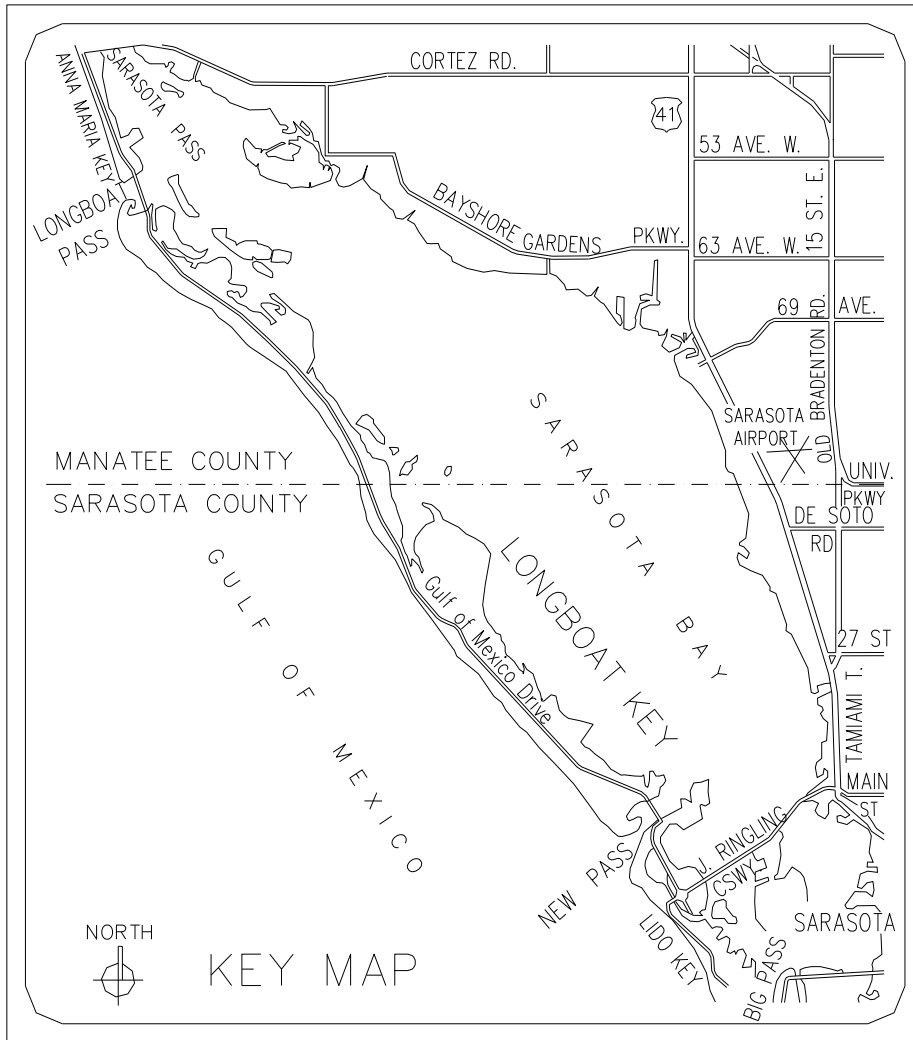 CORTEZ RD.
ANNA MARIA KEY
SARASOTA PASS
41
53 AVE. W.
LONGBOAT
PASS
BAYSHORE
GARDENS
PKWY.
63 AVE. W.
15 ST. E.
69 AVE.
OLD BRADENTON RD.
SARASOTA
AIRPORT
SARASOTA BAY
MANATEE COUNTY
SARASOTA COUNTY
UNIV.
PKWY
DE SOTO
RD
GULF OF MEXICO
LONGBOAT KEY
Gulf of Mexico Drive
27 ST
TAMIAMI T.
MAIN
ST
J. RINGLING
CSWY
NEW PASS
LIDO KEY
BIG PASS
SARASOTA
NORTH
KEY MAP